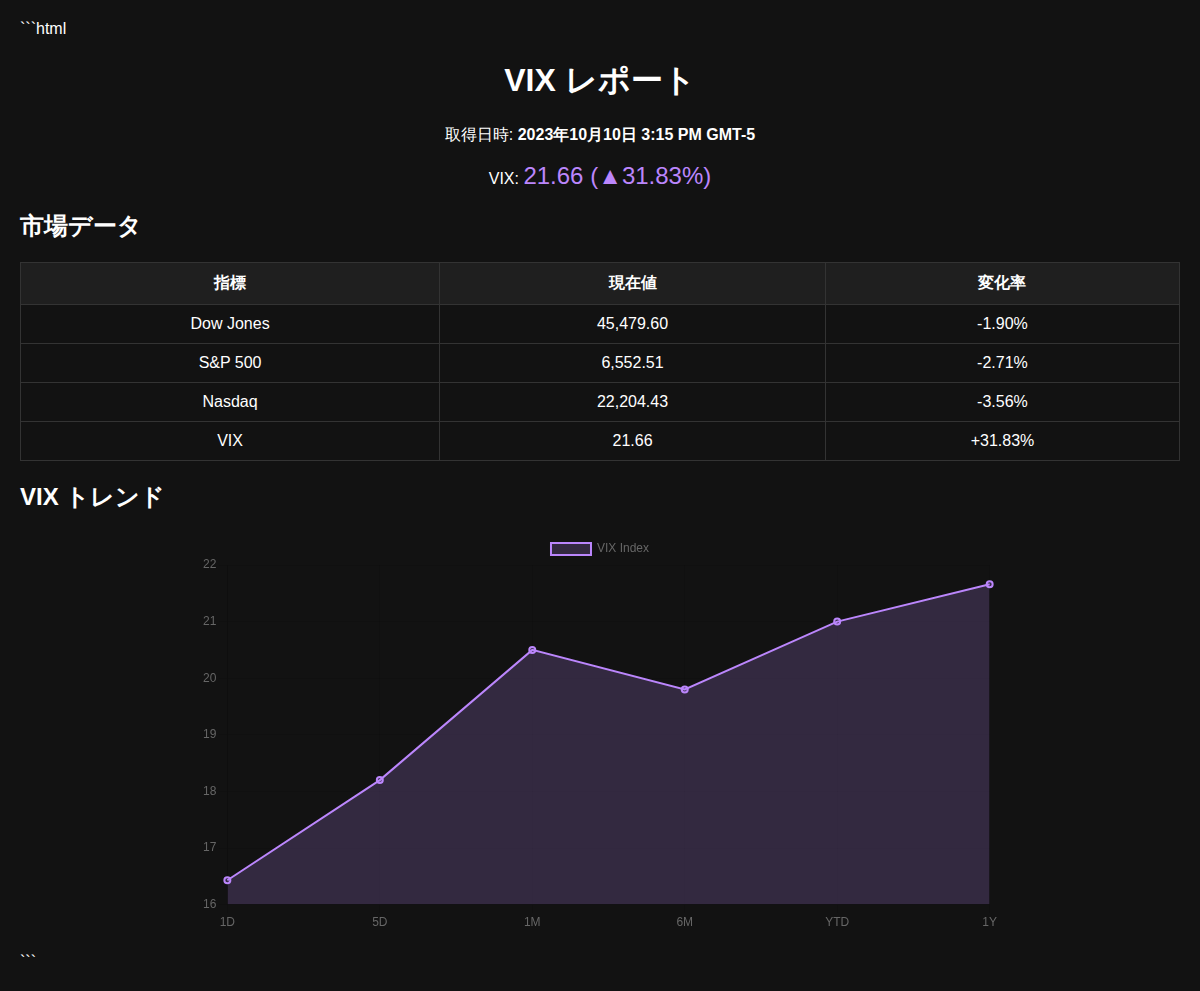 ```html
VIX レポート
取得日時: 2023年10月10日 3:15 PM GMT-5
VIX: 21.66 (▲31.83%)
市場データ
指標 現在値 変化率
Dow Jones 45,479.60 -1.90%
S&P 500 6,552.51 -2.71%
Nasdaq 22,204.43 -3.56%
VIX 21.66 +31.83%
VIX トレンド
VIX Index
22
21
20
19
18
17
16
1D 5D 1M 6M YTD 1Y
```